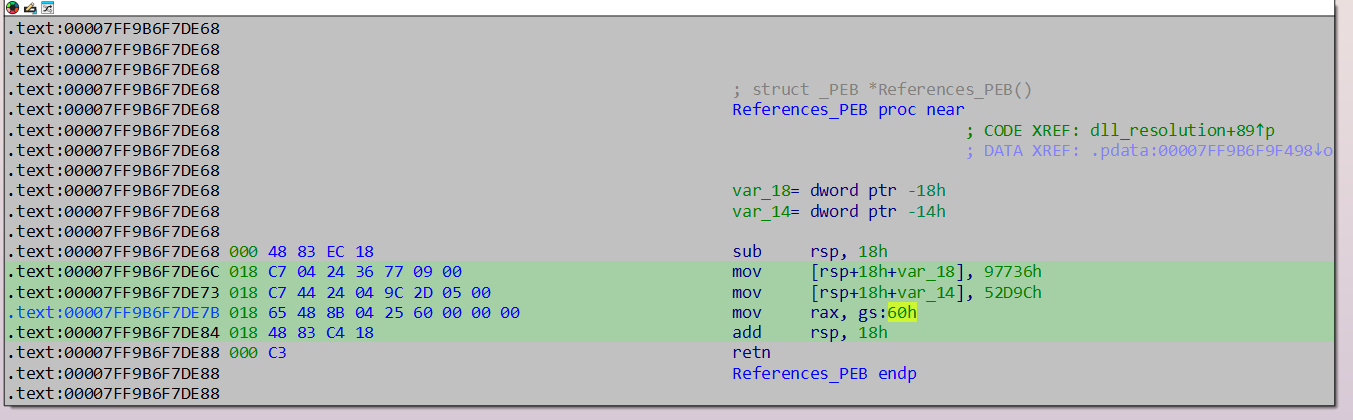 .text:00007FF9B6F7DE68
.text:00007FF9B6F7DE68
.text:00007FF9B6F7DE68
.text:00007FF9B6F7DE68 ; struct _PEB *References_PEB()
.text:00007FF9B6F7DE68 References_PEB proc near
.text:00007FF9B6F7DE68 ; CODE XREF: dll_resolution+89↑p
.text:00007FF9B6F7DE68 ; DATA XREF: .pdata:00007FF9B6F9F498↓o
.text:00007FF9B6F7DE68
.text:00007FF9B6F7DE68 var_18= dword ptr -18h
.text:00007FF9B6F7DE68 var_14= dword ptr -14h
.text:00007FF9B6F7DE68
.text:00007FF9B6F7DE68 000 48 83 EC 18 sub rsp, 18h
.text:00007FF9B6F7DE6C 018 C7 04 24 36 77 09 00 mov [rsp+18h+var_18], 97736h
.text:00007FF9B6F7DE73 018 C7 44 24 04 9C 2D 05 00 mov [rsp+18h+var_14], 52D9Ch
.text:00007FF9B6F7DE7B 018 65 48 8B 04 25 60 00 00 00 mov rax, gs:60h
.text:00007FF9B6F7DE84 018 48 83 C4 18 add rsp, 18h
.text:00007FF9B6F7DE88 000 C3 retn
.text:00007FF9B6F7DE88 References_PEB endp
.text:00007FF9B6F7DE88